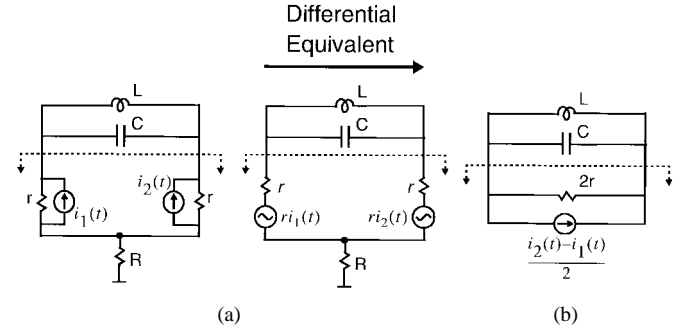 Differential
Equivalent
L
C
r
i₁(t)
i₂(t)
r
R
L
C
r
ri₁(t)
r
ri₂(t)
R
L
C
2r
i₂(t)–i₁(t)
2
(a)
(b)